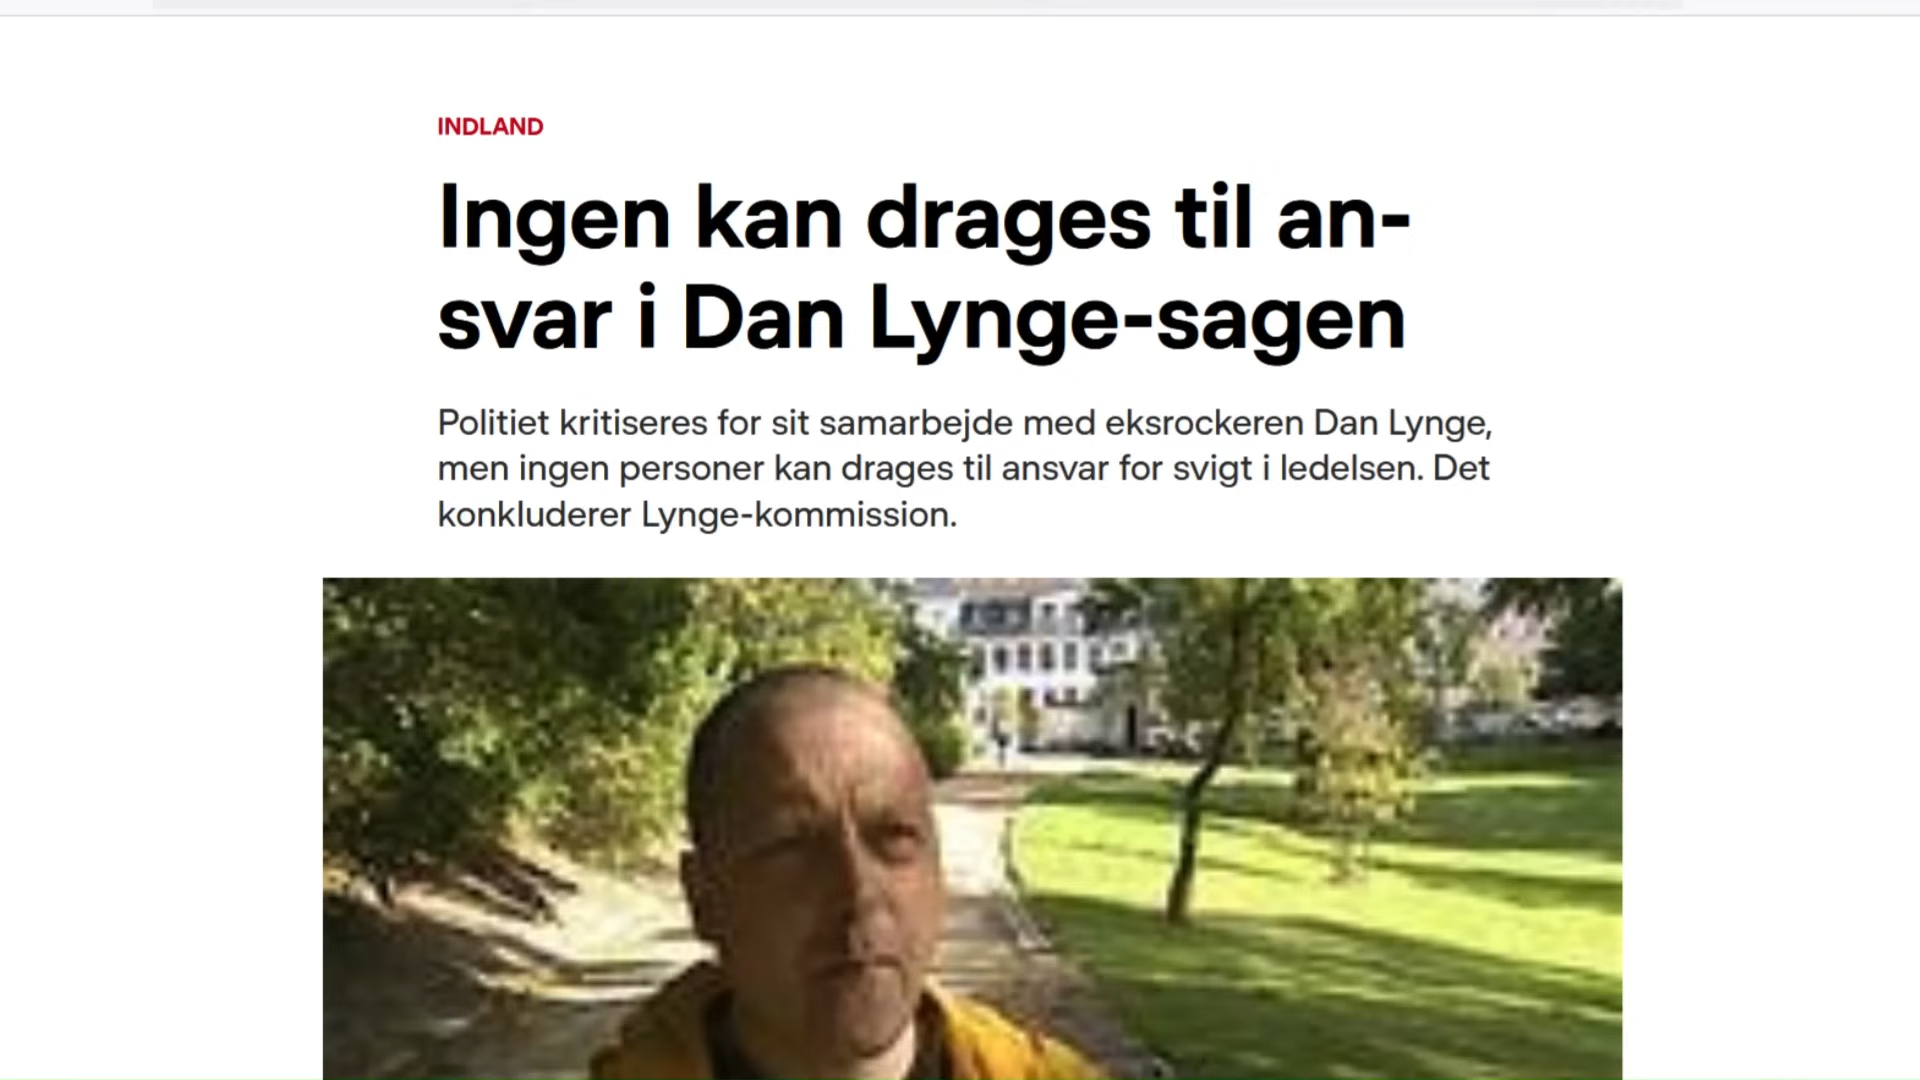 INDLAND
Ingen kan drages til an-
svar i Dan Lynge-sagen
Politiet kritiseres for sit samarbejde med eksrockeren Dan Lynge,
men ingen personer kan drages til ansvar for svigt i ledelsen. Det
konkluderer Lynge-kommission.